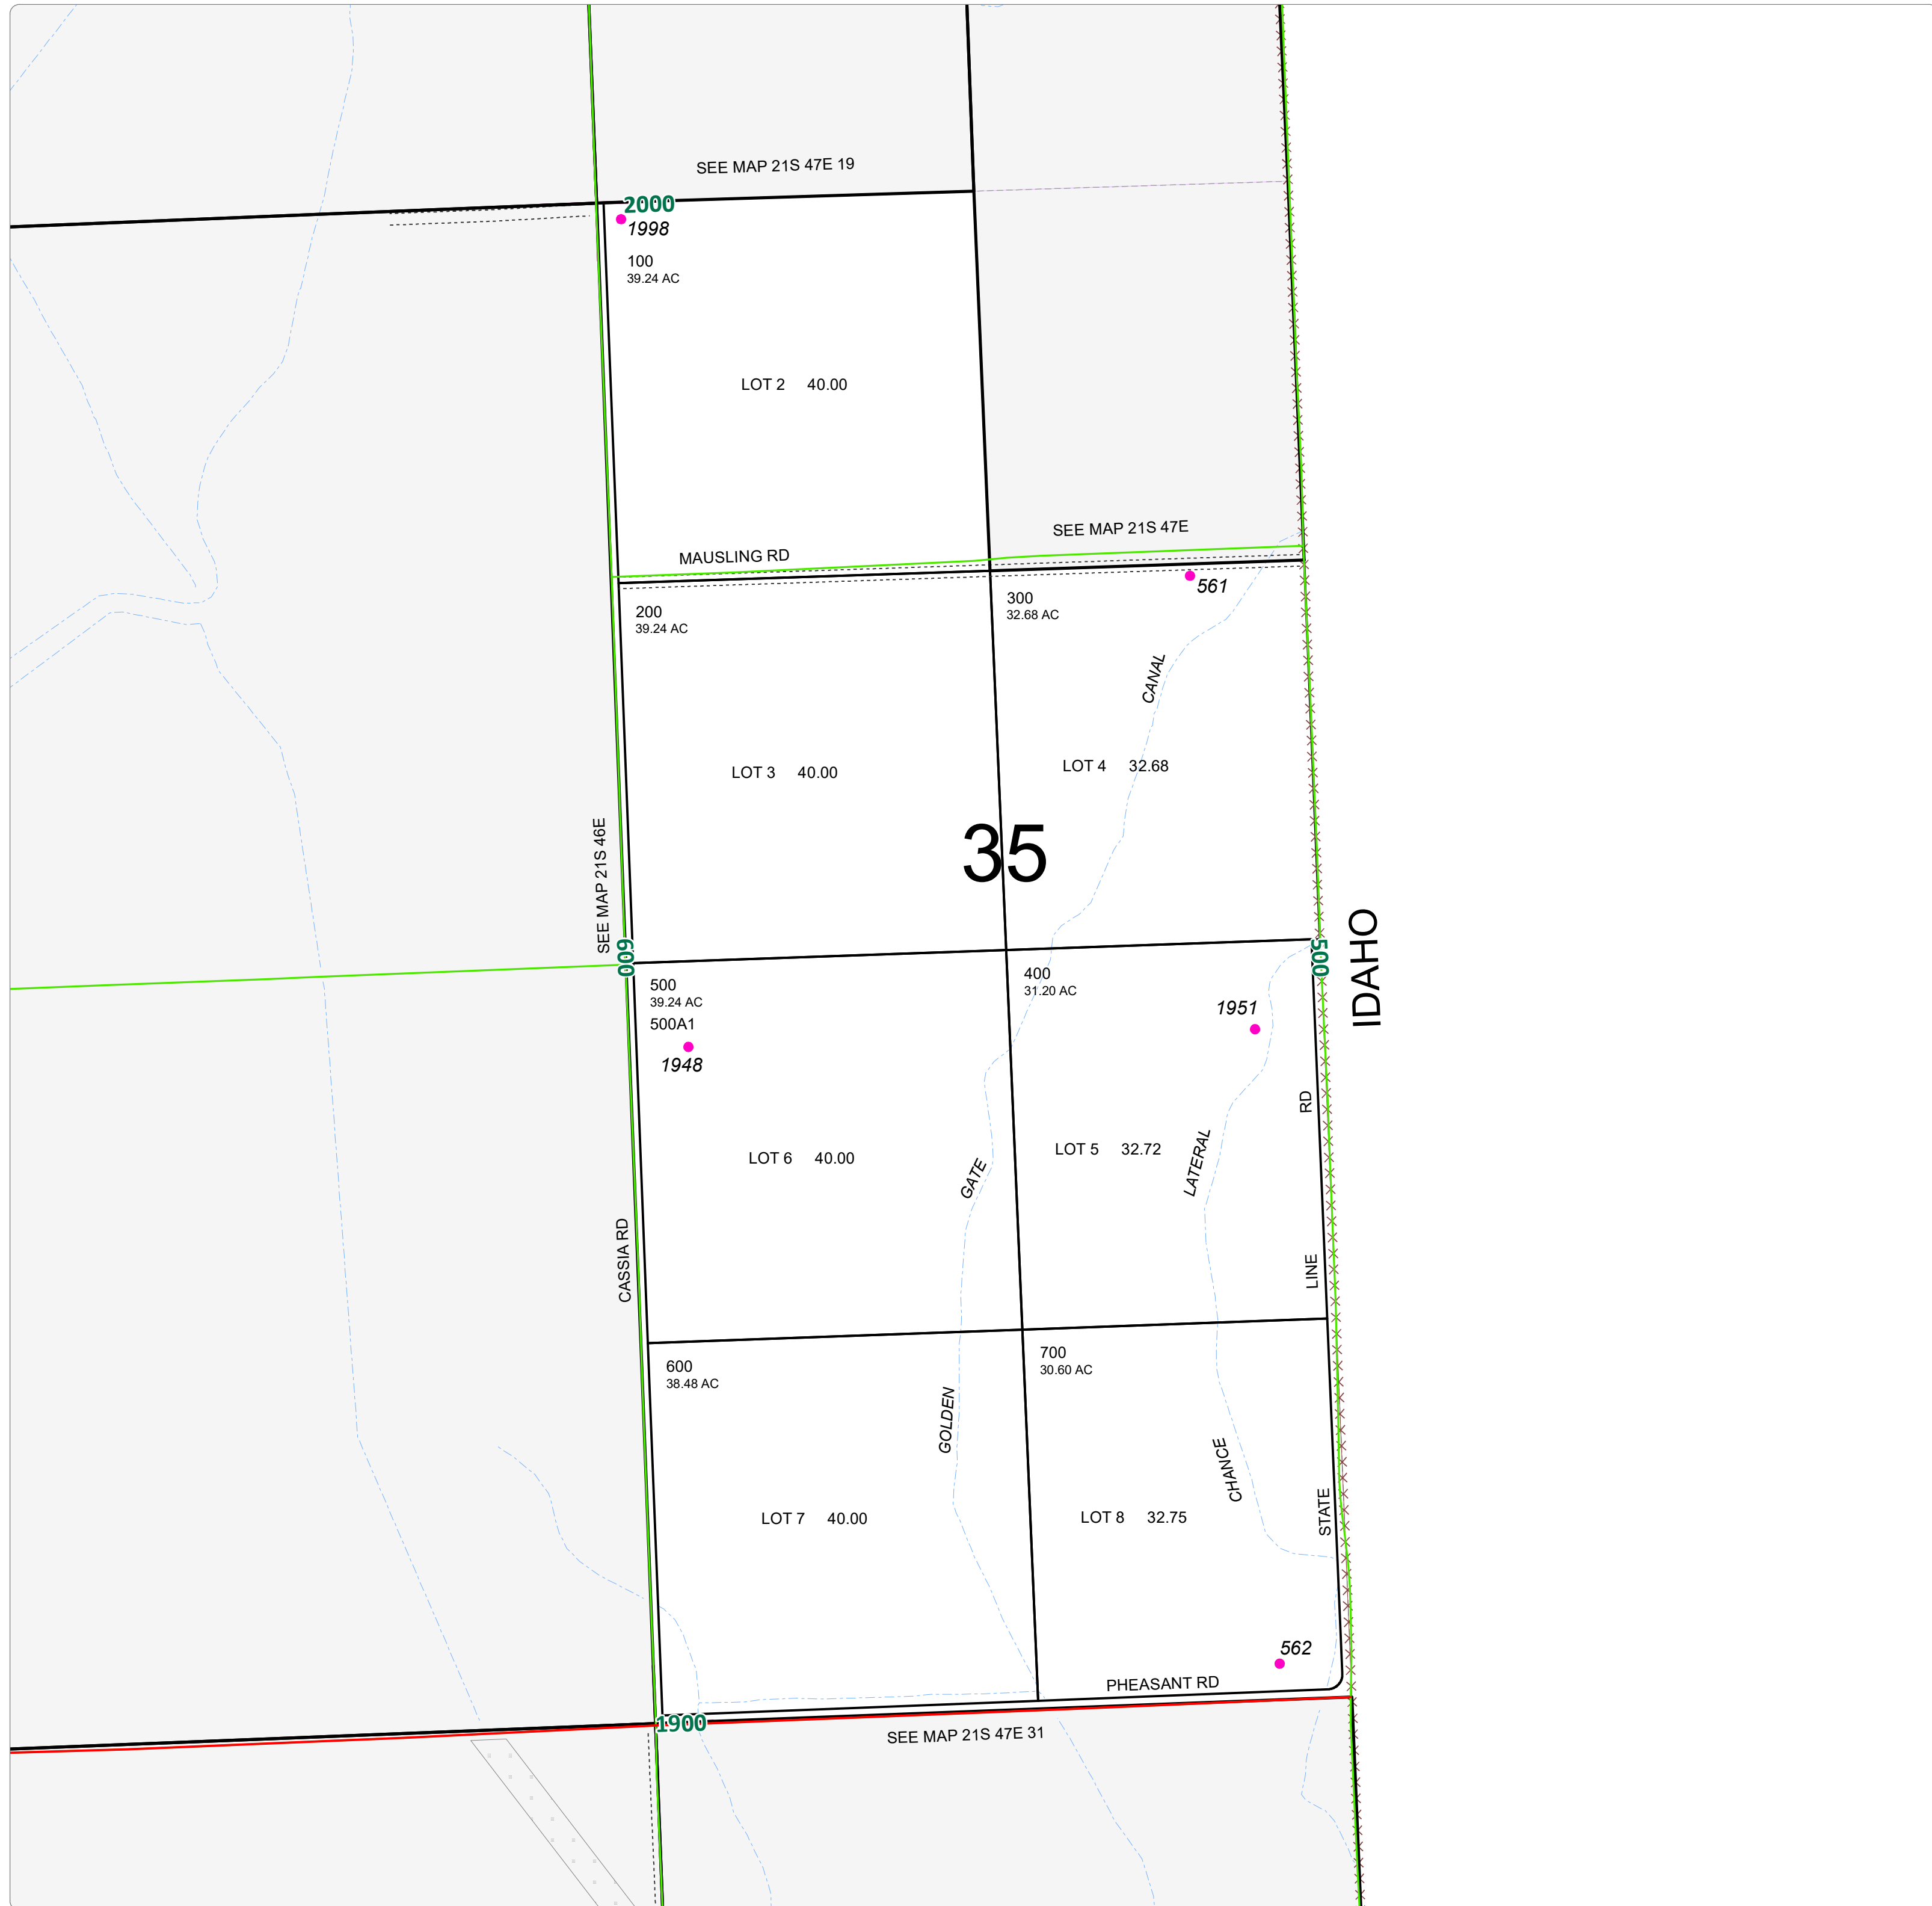 SEE MAP 21S 47E 19
2000
1998
100
39.24 AC
LOT 2 40.00
SEE MAP 21S 47E
MAUSLING RD
561
200
39.24 AC
300
32.68 AC
CANAL
LOT 3 40.00
LOT 4 32.68
35
SEE MAP 21S 46E
600
500
IDAHO
500
39.24 AC
500A1
1948
400
31.20 AC
1951
RD
LOT 6 40.00
LOT 5 32.72
GATE
LATERAL
CASSIA RD
LINE
600
38.48 AC
700
30.60 AC
GOLDEN
CHANCE
STATE
LOT 7 40.00
LOT 8 32.75
562
PHEASANT RD
1900
SEE MAP 21S 47E 31